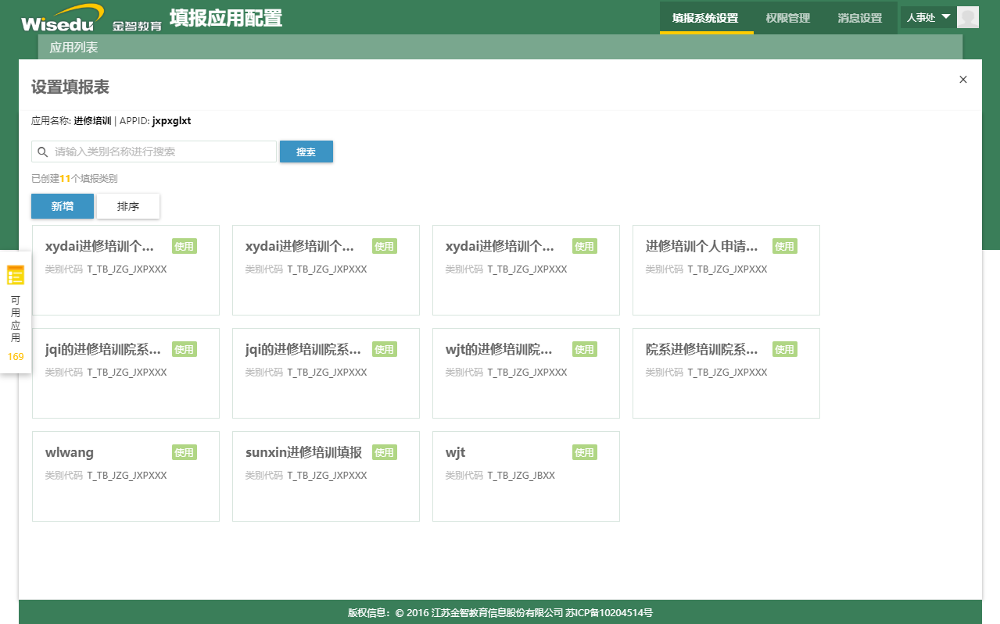 Wisedu 金智教育 填报应用配置 填报系统设置 权限管理 消息设置 人事处
应用列表
设置填报表
应用名称: 进修培训 | APPID: jxpxglxt
请输入类别名称进行搜索 搜索
已创建11个填报类别
新增 排序
xydai进修培训个... 使用
类别代码 T_TB_JZG_JXPXXX
xydai进修培训个... 使用
类别代码 T_TB_JZG_JXPXXX
xydai进修培训个... 使用
类别代码 T_TB_JZG_JXPXXX
进修培训个人申请... 使用
类别代码 T_TB_JZG_JXPXXX
可用应用
169
jqi的进修培训院系... 使用
类别代码 T_TB_JZG_JXPXXX
jqi的进修培训院系... 使用
类别代码 T_TB_JZG_JXPXXX
wjt的进修培训院... 使用
类别代码 T_TB_JZG_JXPXXX
院系进修培训院系... 使用
类别代码 T_TB_JZG_JXPXXX
wlwang 使用
类别代码 T_TB_JZG_JXPXXX
sunxin进修培训填报 使用
类别代码 T_TB_JZG_JXPXXX
wjt 使用
类别代码 T_TB_JZG_JBXX
版权信息：© 2016 江苏金智教育信息股份有限公司 苏ICP备10204514号